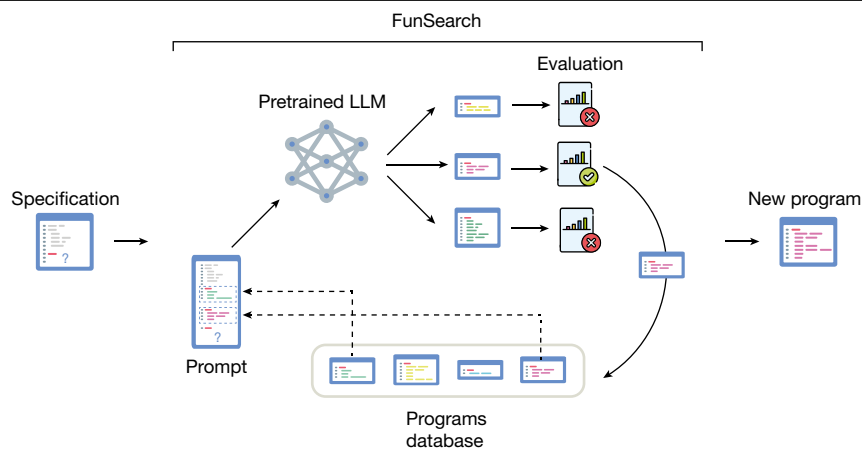 FunSearch
Evaluation
Pretrained LLM
Specification
?
New program
?
Prompt
Programs
database